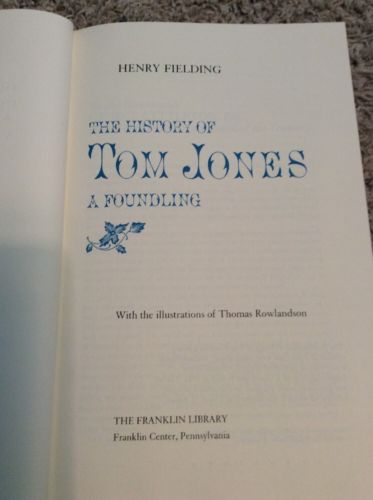 HENRY FIELDING
THE HISTORY OF
TOM JONES
A FOUNDLING
With the illustrations of Thomas Rowlandson
THE FRANKLIN LIBRARY
Franklin Center, Pennsylvania